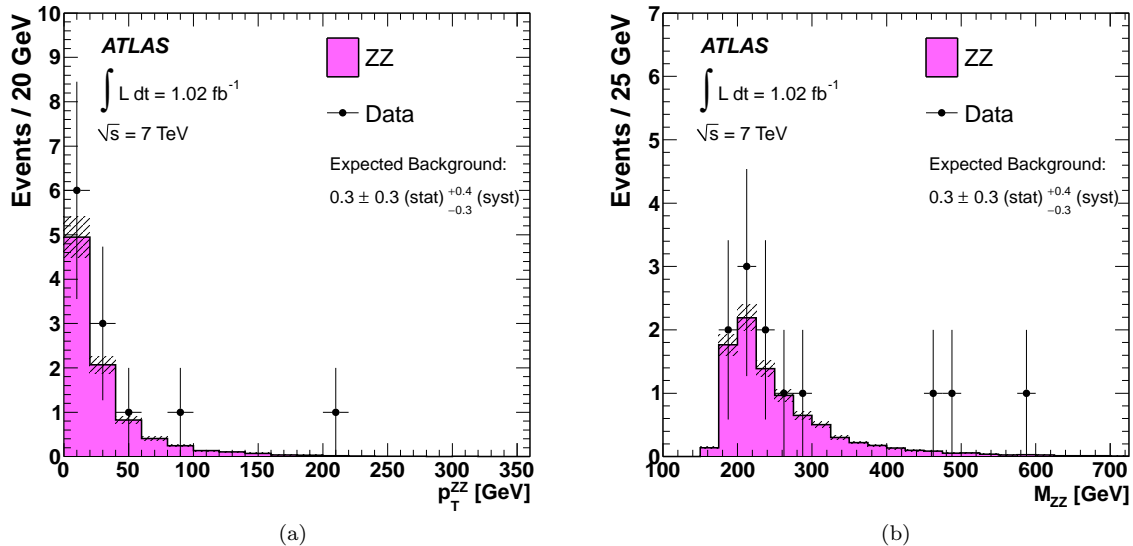 Events / 20 GeV
10
9
8
7
6
5
4
3
2
1
0
ATLAS
∫ L dt = 1.02 fb⁻¹
√s = 7 TeV
ZZ
Data
Expected Background:
0.3 ± 0.3 (stat) +0.4 −0.3 (syst)
0 50 100 150 200 250 300 350
p_T^ZZ [GeV]
(a)
Events / 25 GeV
7
6
5
4
3
2
1
0
ATLAS
∫ L dt = 1.02 fb⁻¹
√s = 7 TeV
ZZ
Data
Expected Background:
0.3 ± 0.3 (stat) +0.4 −0.3 (syst)
100 200 300 400 500 600 700
M_ZZ [GeV]
(b)